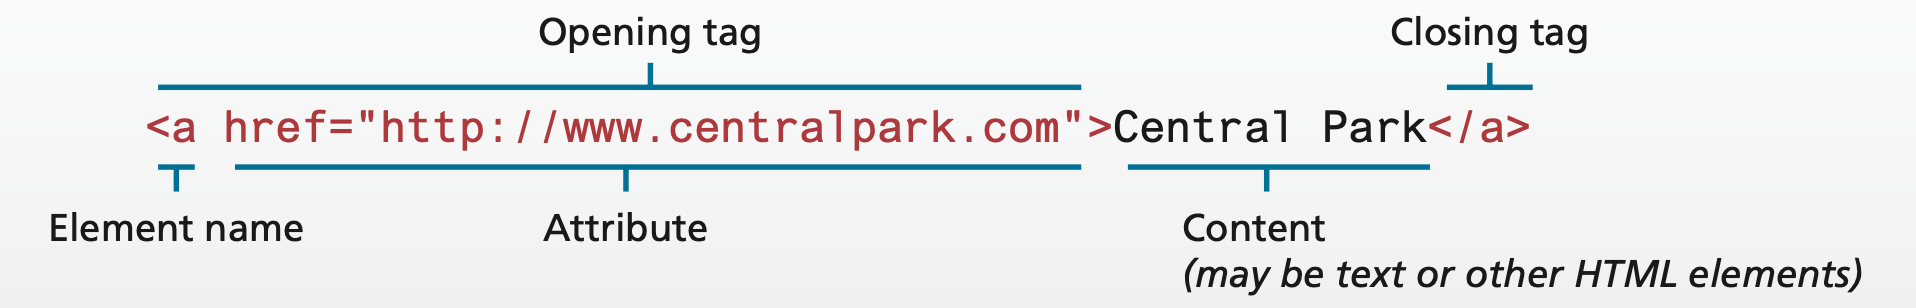 Opening tag
Closing tag
<a href="http://www.centralpark.com">Central Park</a>
Element name
Attribute
Content
(may be text or other HTML elements)